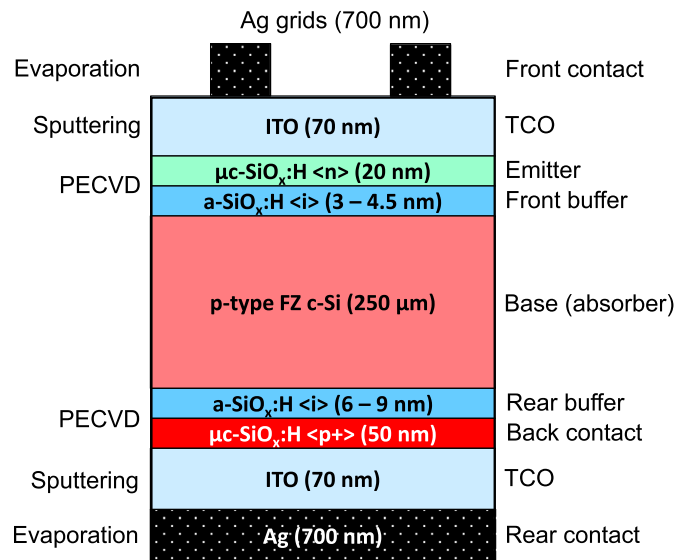 Ag grids (700 nm)
Evaporation
Front contact
Sputtering
ITO (70 nm)
TCO
PECVD
µc-SiOₓ:H <n> (20 nm)
Emitter
a-SiOₓ:H <i> (3 – 4.5 nm)
Front buffer
p-type FZ c-Si (250 µm)
Base (absorber)
PECVD
a-SiOₓ:H <i> (6 – 9 nm)
Rear buffer
µc-SiOₓ:H <p+> (50 nm)
Back contact
Sputtering
ITO (70 nm)
TCO
Evaporation
Ag (700 nm)
Rear contact